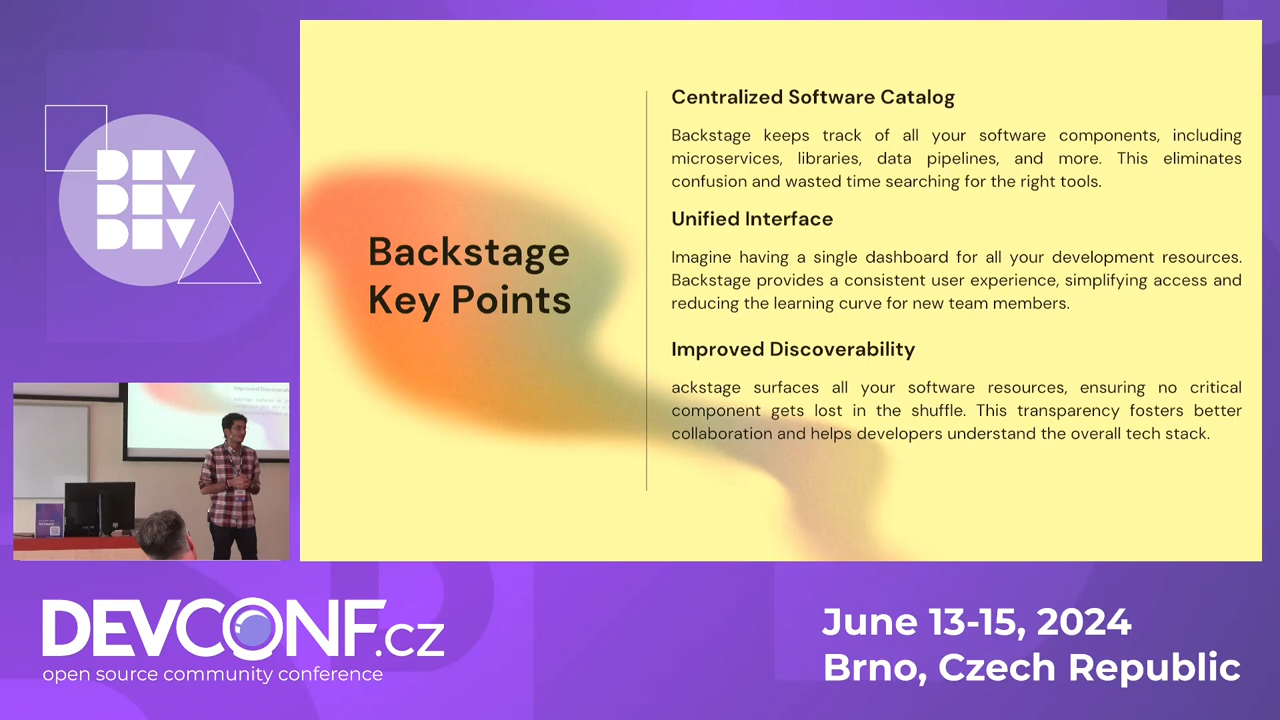 DEV
DEV
DEV
Backstage
Key Points
Centralized Software Catalog
Backstage keeps track of all your software components, including
microservices, libraries, data pipelines, and more. This eliminates
confusion and wasted time searching for the right tools.
Unified Interface
Imagine having a single dashboard for all your development resources.
Backstage provides a consistent user experience, simplifying access and
reducing the learning curve for new team members.
Improved Discoverability
ackstage surfaces all your software resources, ensuring no critical
component gets lost in the shuffle. This transparency fosters better
collaboration and helps developers understand the overall tech stack.
DEVCONF.cz
open source community conference
June 13-15, 2024
Brno, Czech Republic